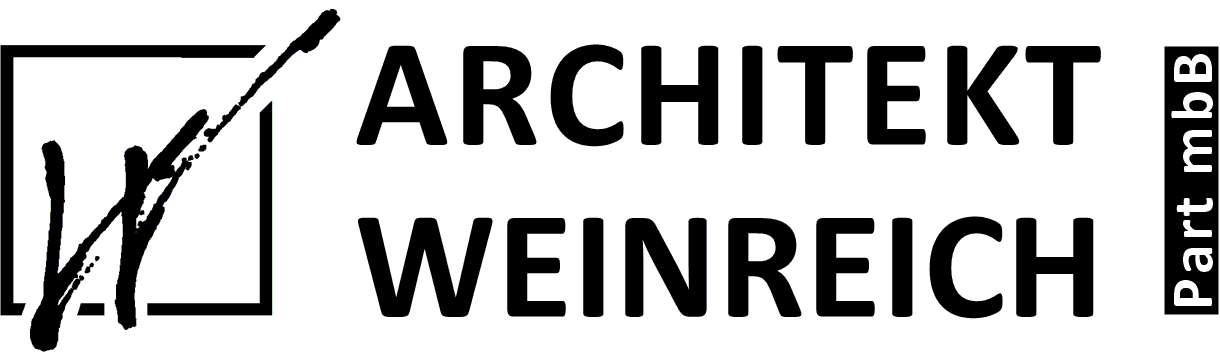 ARCHITEKT
WEINREICH
Part mbB